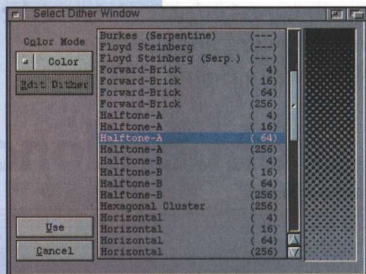 Select Dither Window
Color Mode
Color
Edit Dither
Use
Cancel
Burkes (Serpentine) (---)
Floyd Steinberg (---)
Floyd Steinberg (Serp.) (---)
Forward-Brick ( 4)
Forward-Brick ( 16)
Forward-Brick ( 64)
Forward-Brick (256)
Halftone-A ( 4)
Halftone-A ( 16)
Halftone-A ( 64)
Halftone-A (256)
Halftone-B ( 4)
Halftone-B ( 16)
Halftone-B ( 64)
Halftone-B (256)
Hexagonal Cluster (256)
Horizontal ( 4)
Horizontal ( 16)
Horizontal ( 64)
Horizontal (256)